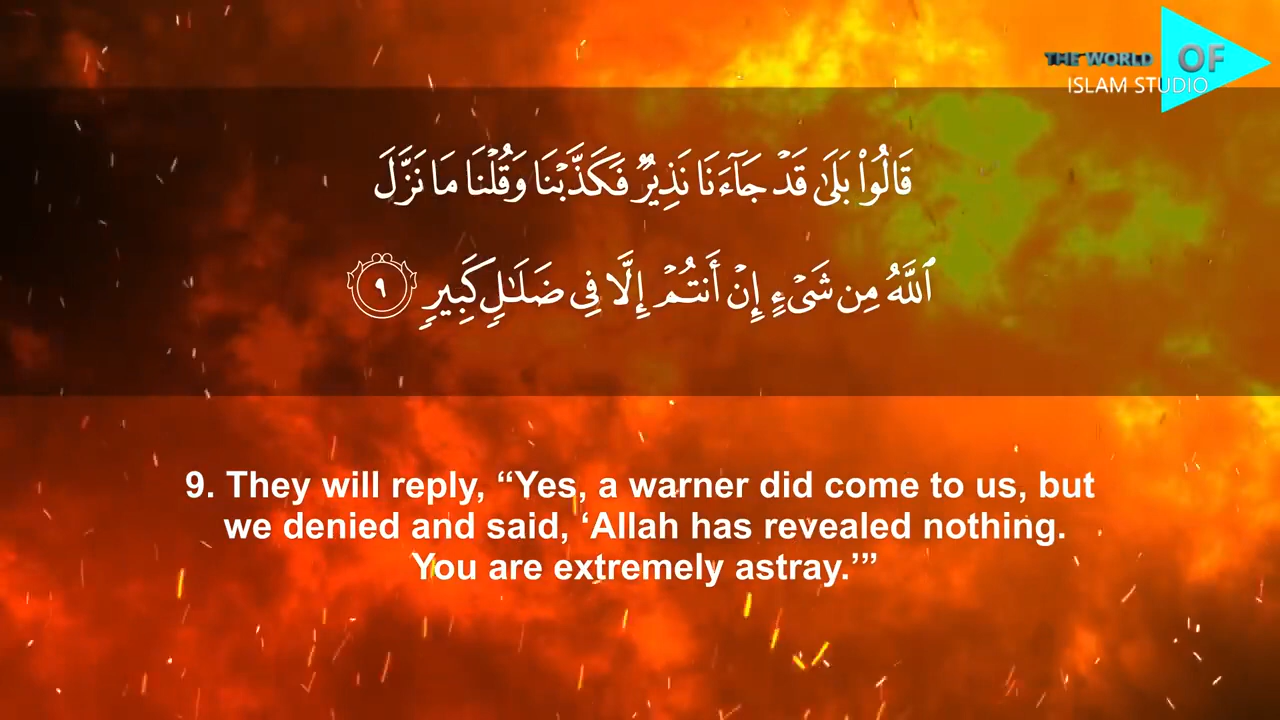 THE WORLD OF
ISLAM STUDIO
قَالُوا۟ بَلَىٰ قَدْ جَآءَنَا نَذِيرٌ فَكَذَّبْنَا وَقُلْنَا مَا نَزَّلَ
ٱللَّهُ مِن شَىْءٍ إِنْ أَنتُمْ إِلَّا فِى ضَلَـٰلٍ كَبِيرٍ ٩
9. They will reply, “Yes, a warner did come to us, but
we denied and said, ‘Allah has revealed nothing.
You are extremely astray.’”